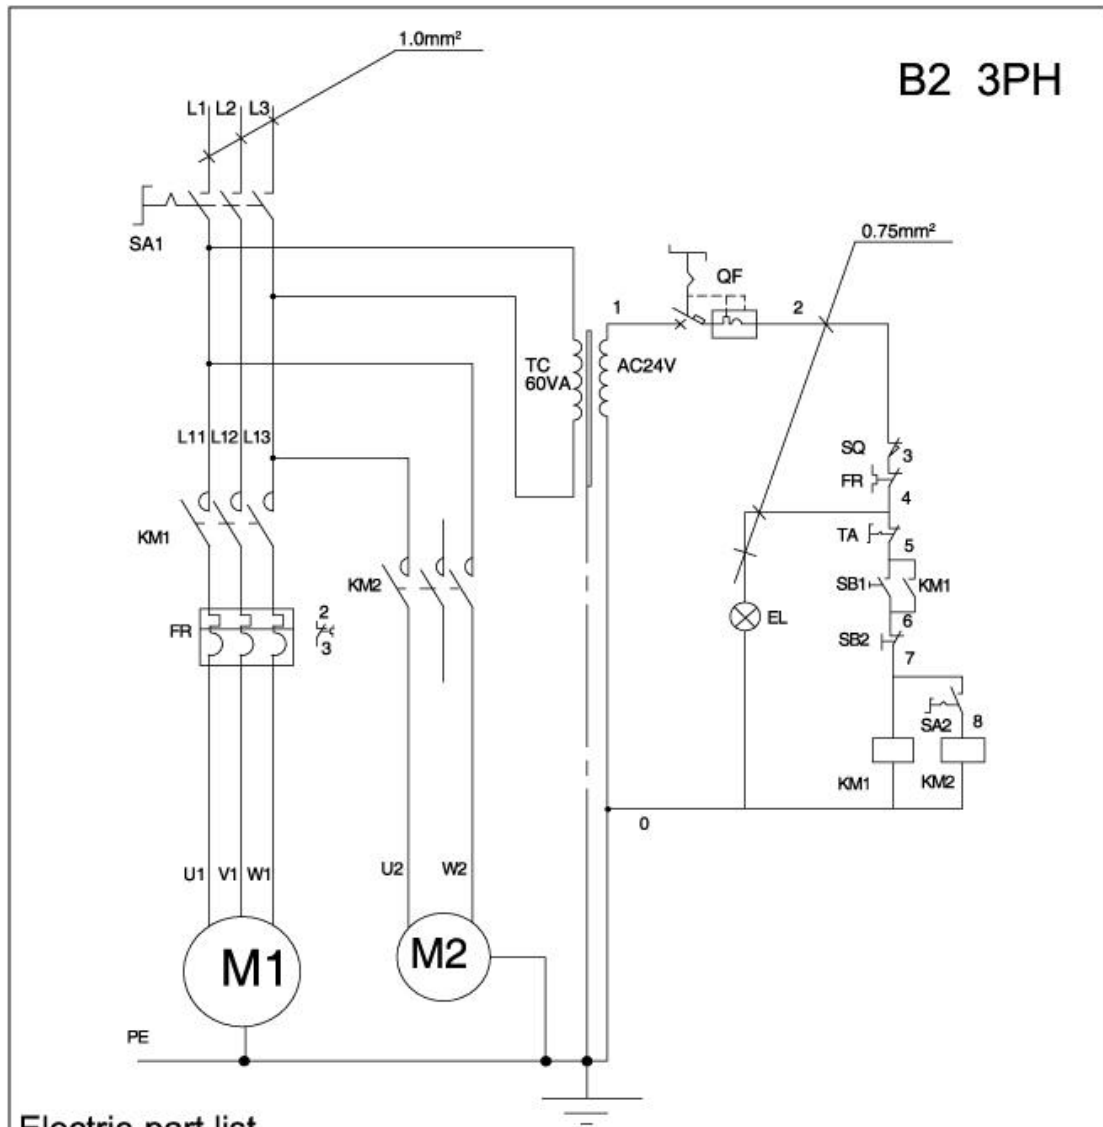 1.0mm²
B2 3PH
L1 L2 L3
SA1
0.75mm²
QF
1
2
TC
60VA
AC24V
L11 L12 L13
SQ
3
FR
4
KM1
TA
5
KM2
SB1
KM1
FR
2
3
EL
6
SB2
7
SA2
8
KM1
KM2
0
U1 V1 W1
U2 W2
M1
M2
PE
Electric part list